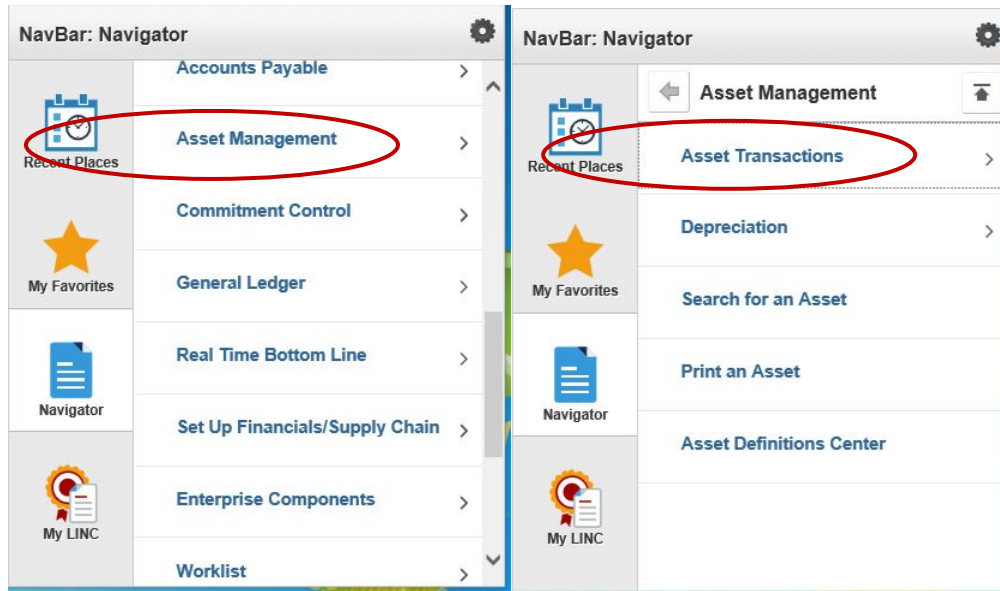 NavBar: Navigator
Recent Places
My Favorites
Navigator
My LINC
Accounts Payable
Asset Management
Commitment Control
General Ledger
Real Time Bottom Line
Set Up Financials/Supply Chain
Enterprise Components
Worklist
NavBar: Navigator
Recent Places
My Favorites
Navigator
My LINC
Asset Management
Asset Transactions
Depreciation
Search for an Asset
Print an Asset
Asset Definitions Center